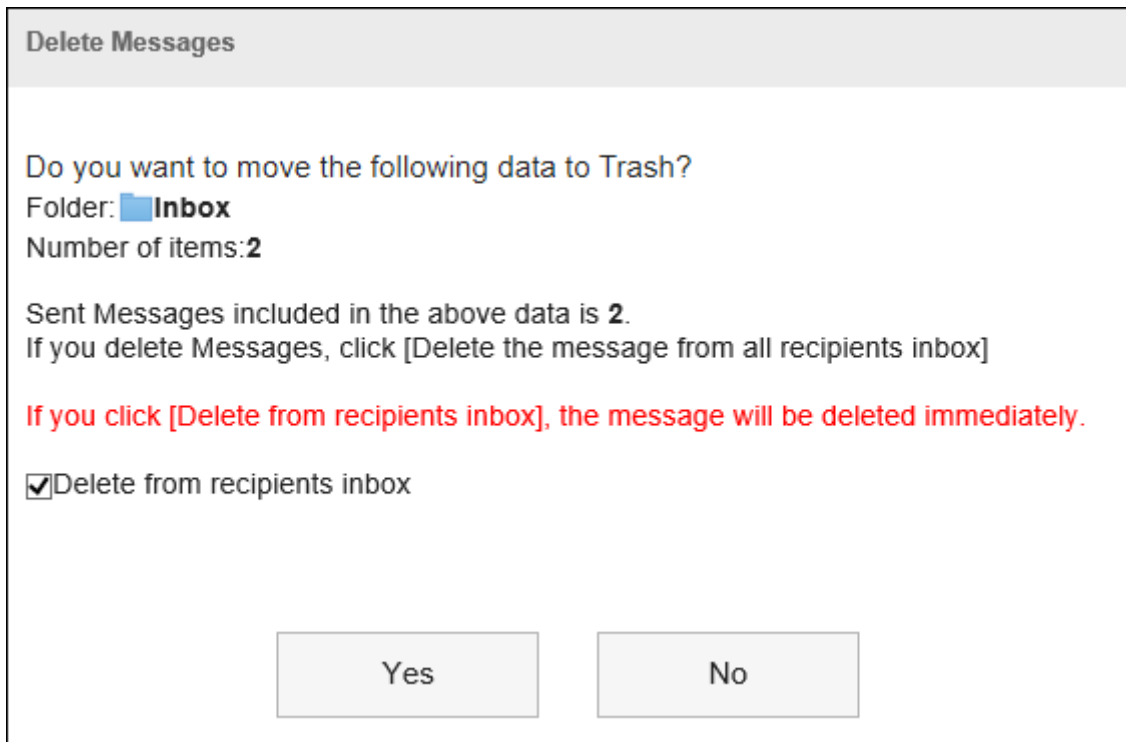 Delete Messages
Do you want to move the following data to Trash?
Folder: Inbox
Number of items:2
Sent Messages included in the above data is 2.
If you delete Messages, click [Delete the message from all recipients inbox]
If you click [Delete from recipients inbox], the message will be deleted immediately.
Delete from recipients inbox
Yes
No